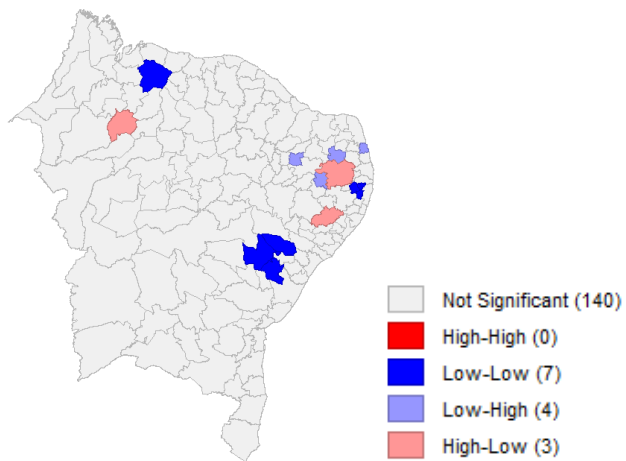 Not Significant (140)
High-High (0)
Low-Low (7)
Low-High (4)
High-Low (3)